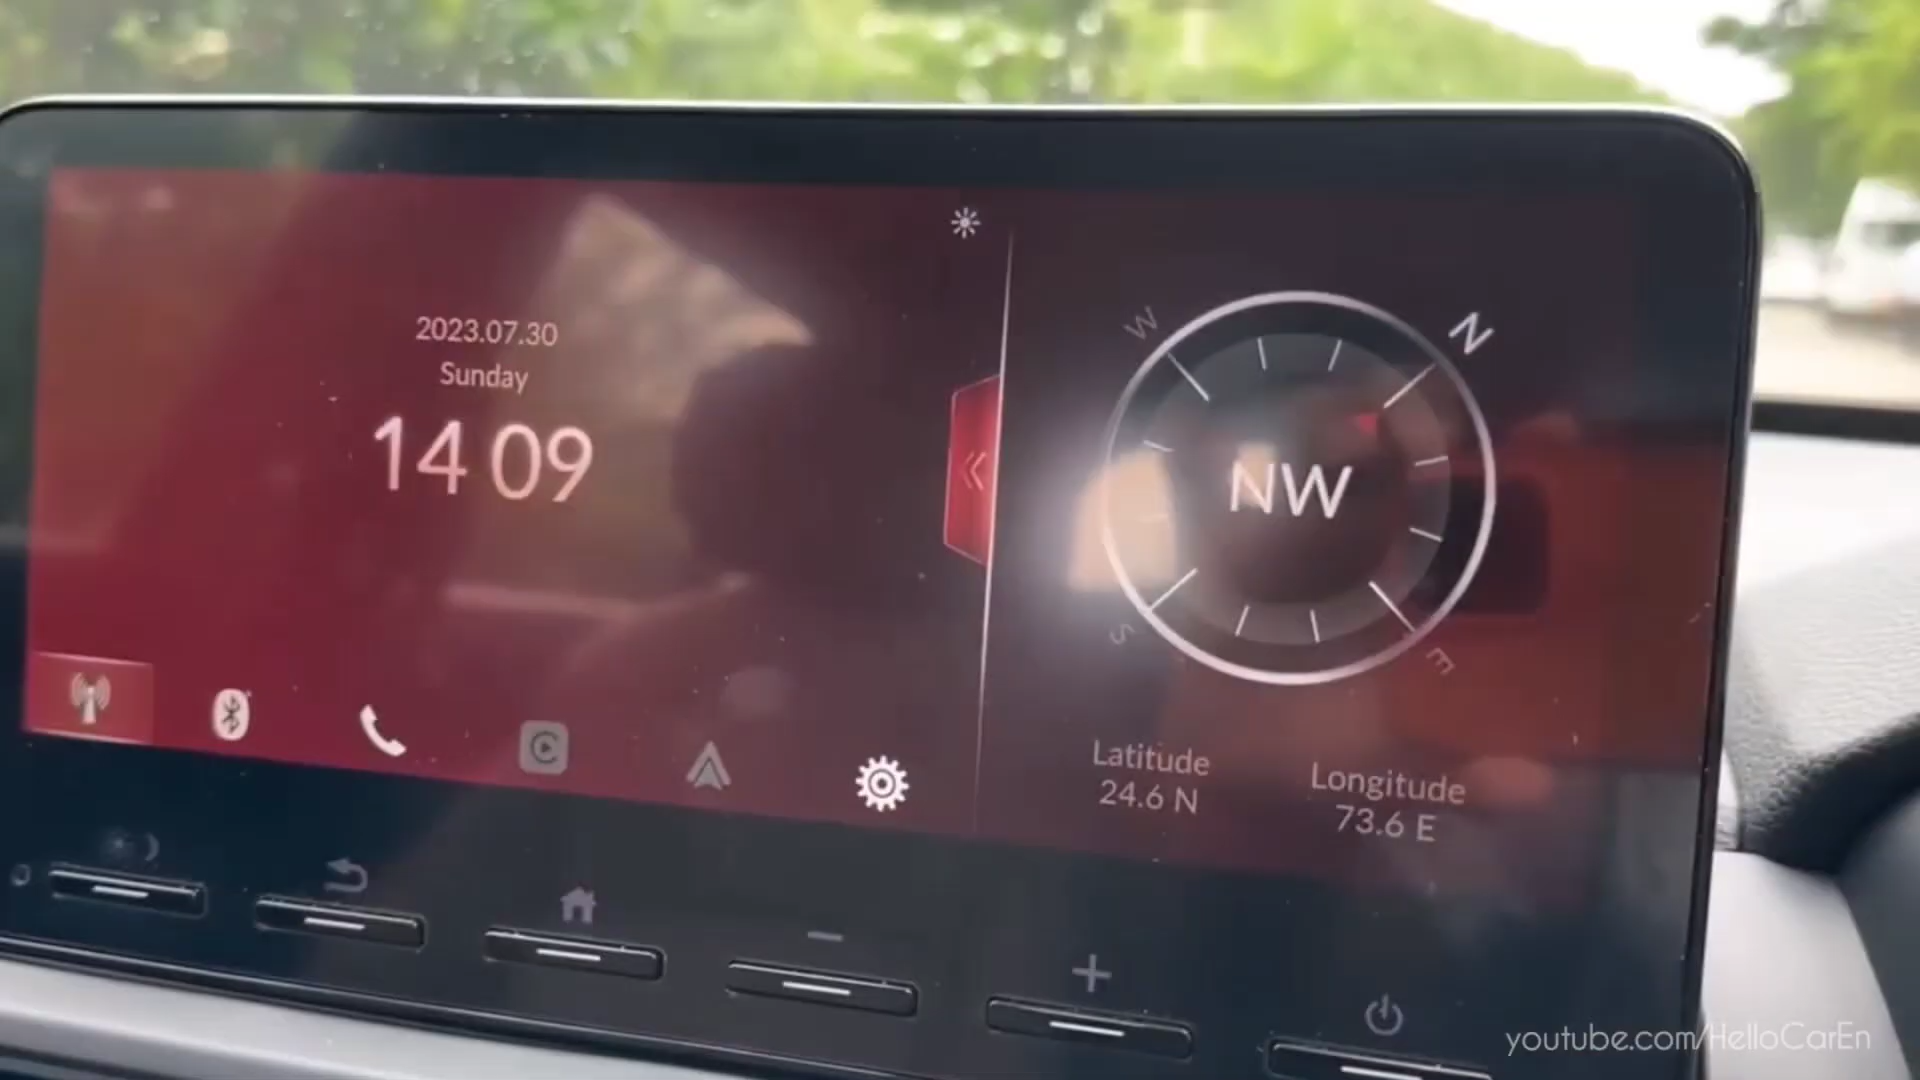 2023.07.30
Sunday
14 09
W
N
NW
S
E
Latitude
24.6 N
Longitude
73.6 E
youtube.com/HelloCarEn